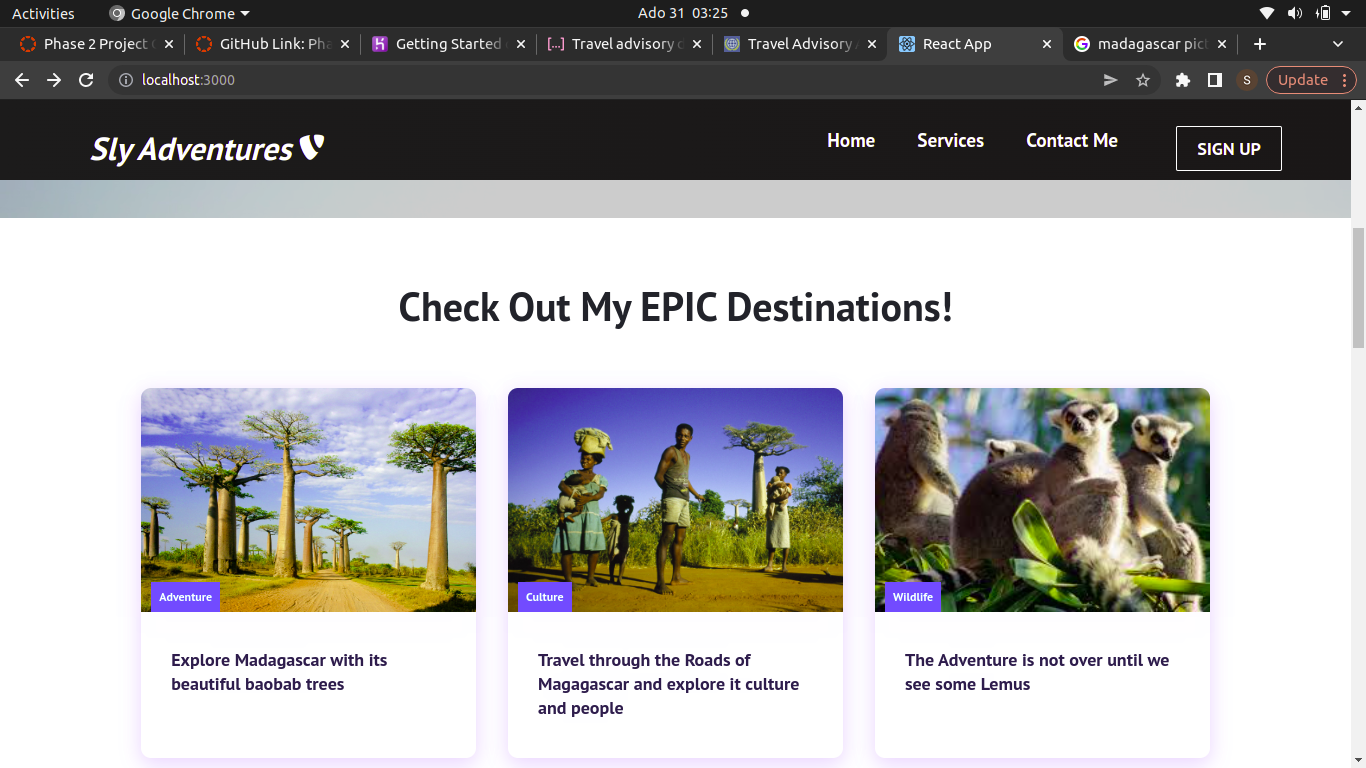 Activities
Google Chrome
Ado 31 03:25
Phase 2 Project
GitHub Link: Pha
Getting Started
Travel advisory
Travel Advisory
React App
madagascar pict
localhost:3000
S
Update
Sly Adventures
Home
Services
Contact Me
SIGN UP
Check Out My EPIC Destinations!
Adventure
Culture
Wildlife
Explore Madagascar with its
beautiful baobab trees
Travel through the Roads of
Magagascar and explore it culture
and people
The Adventure is not over until we
see some Lemus